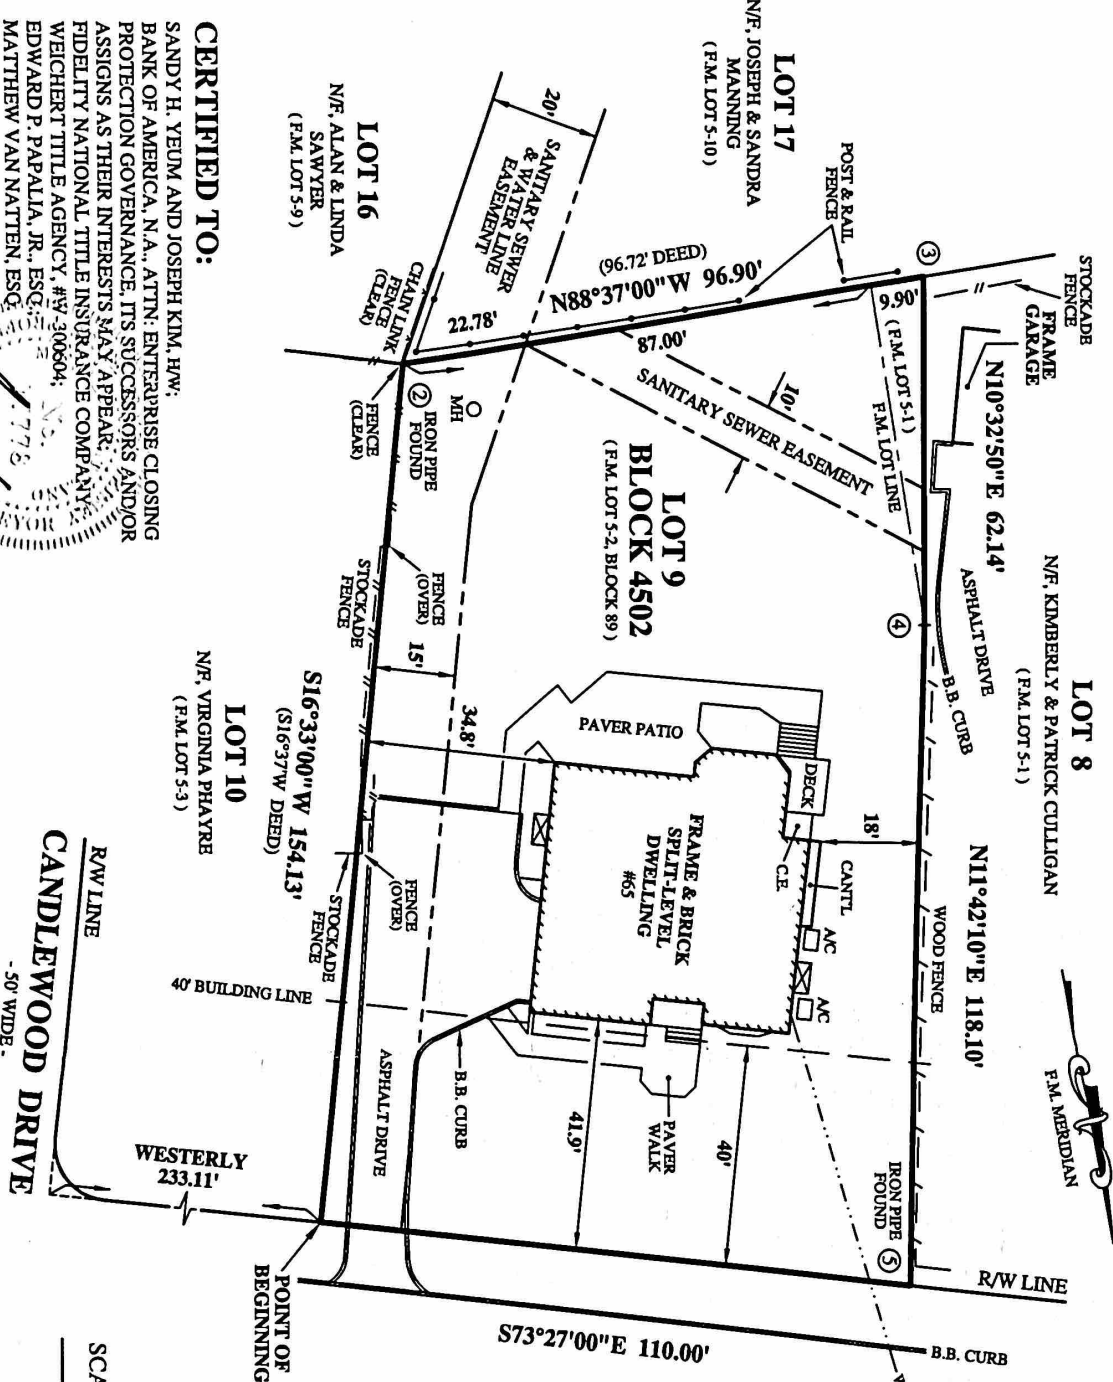 CERTIFIED TO:
SANDY H. YEUM AND JOSEPH KIM, H/W;
BANK OF AMERICA, N.A., ATTN: ENTERPRISE CLOSING
PROTECTION GOVERNANCE, ITS SUCCESSORS AND/OR
ASSIGNS AS THEIR INTERESTS MAY APPEAR;
FIDELITY NATIONAL TITLE INSURANCE COMPANY;
WEICHERT TITLE AGENCY, #W-300604;
EDWARD P. PAPALIA, JR., ESQ.;
MATTHEW VAN NATTEN, ESQ.
LOT 17
N/F, JOSEPH & SANDRA
MANNING
(F.M. LOT 5-10)
LOT 16
N/F, ALAN & LINDA
SAWYER
(F.M. LOT 5-9)
20'
SANITARY SEWER
& WATER LINE
EASEMENT
POST & RAIL
FENCE
3
STOCKADE
FENCE
FRAME
GARAGE
(96.72' DEED)
N88°37'00"W 96.90'
22.78'
87.00'
9.90'
CHAIN LINK
FENCE
(CLEAR)
FENCE
(CLEAR)
2
IRON PIPE
FOUND
MH
10'
SANITARY SEWER EASEMENT
(F.M. LOT 5-1)
F.M. LOT LINE
N10°32'50"E 62.14'
LOT 9
BLOCK 4502
(F.M. LOT 5-2, BLOCK 89)
4
ASPHALT DRIVE
B.B. CURB
LOT 8
N/F, KIMBERLY & PATRICK CULLIGAN
(F.M. LOT 5-1)
FENCE
(OVER)
STOCKADE
FENCE
15'
34.8'
PAVER PATIO
DECK
C.E.
18'
CANT'L
A/C
A/C
FRAME & BRICK
SPLIT-LEVEL
DWELLING
#65
WOOD FENCE
N11°42'10"E 118.10'
S16°33'00"W 154.13'
(S16°37'W DEED)
LOT 10
N/F, VIRGINIA PHAYRE
(F.M. LOT 5-3)
FENCE
(OVER)
STOCKADE
FENCE
40' BUILDING LINE
ASPHALT DRIVE
B.B. CURB
PAVER
WALK
41.9'
40'
IRON PIPE
FOUND
5
F.M. MERIDIAN
R/W LINE
CANDLEWOOD DRIVE
- 50' WIDE -
WESTERLY
233.11'
POINT OF
BEGINNING
S73°27'00"E 110.00'
R/W LINE
B.B. CURB